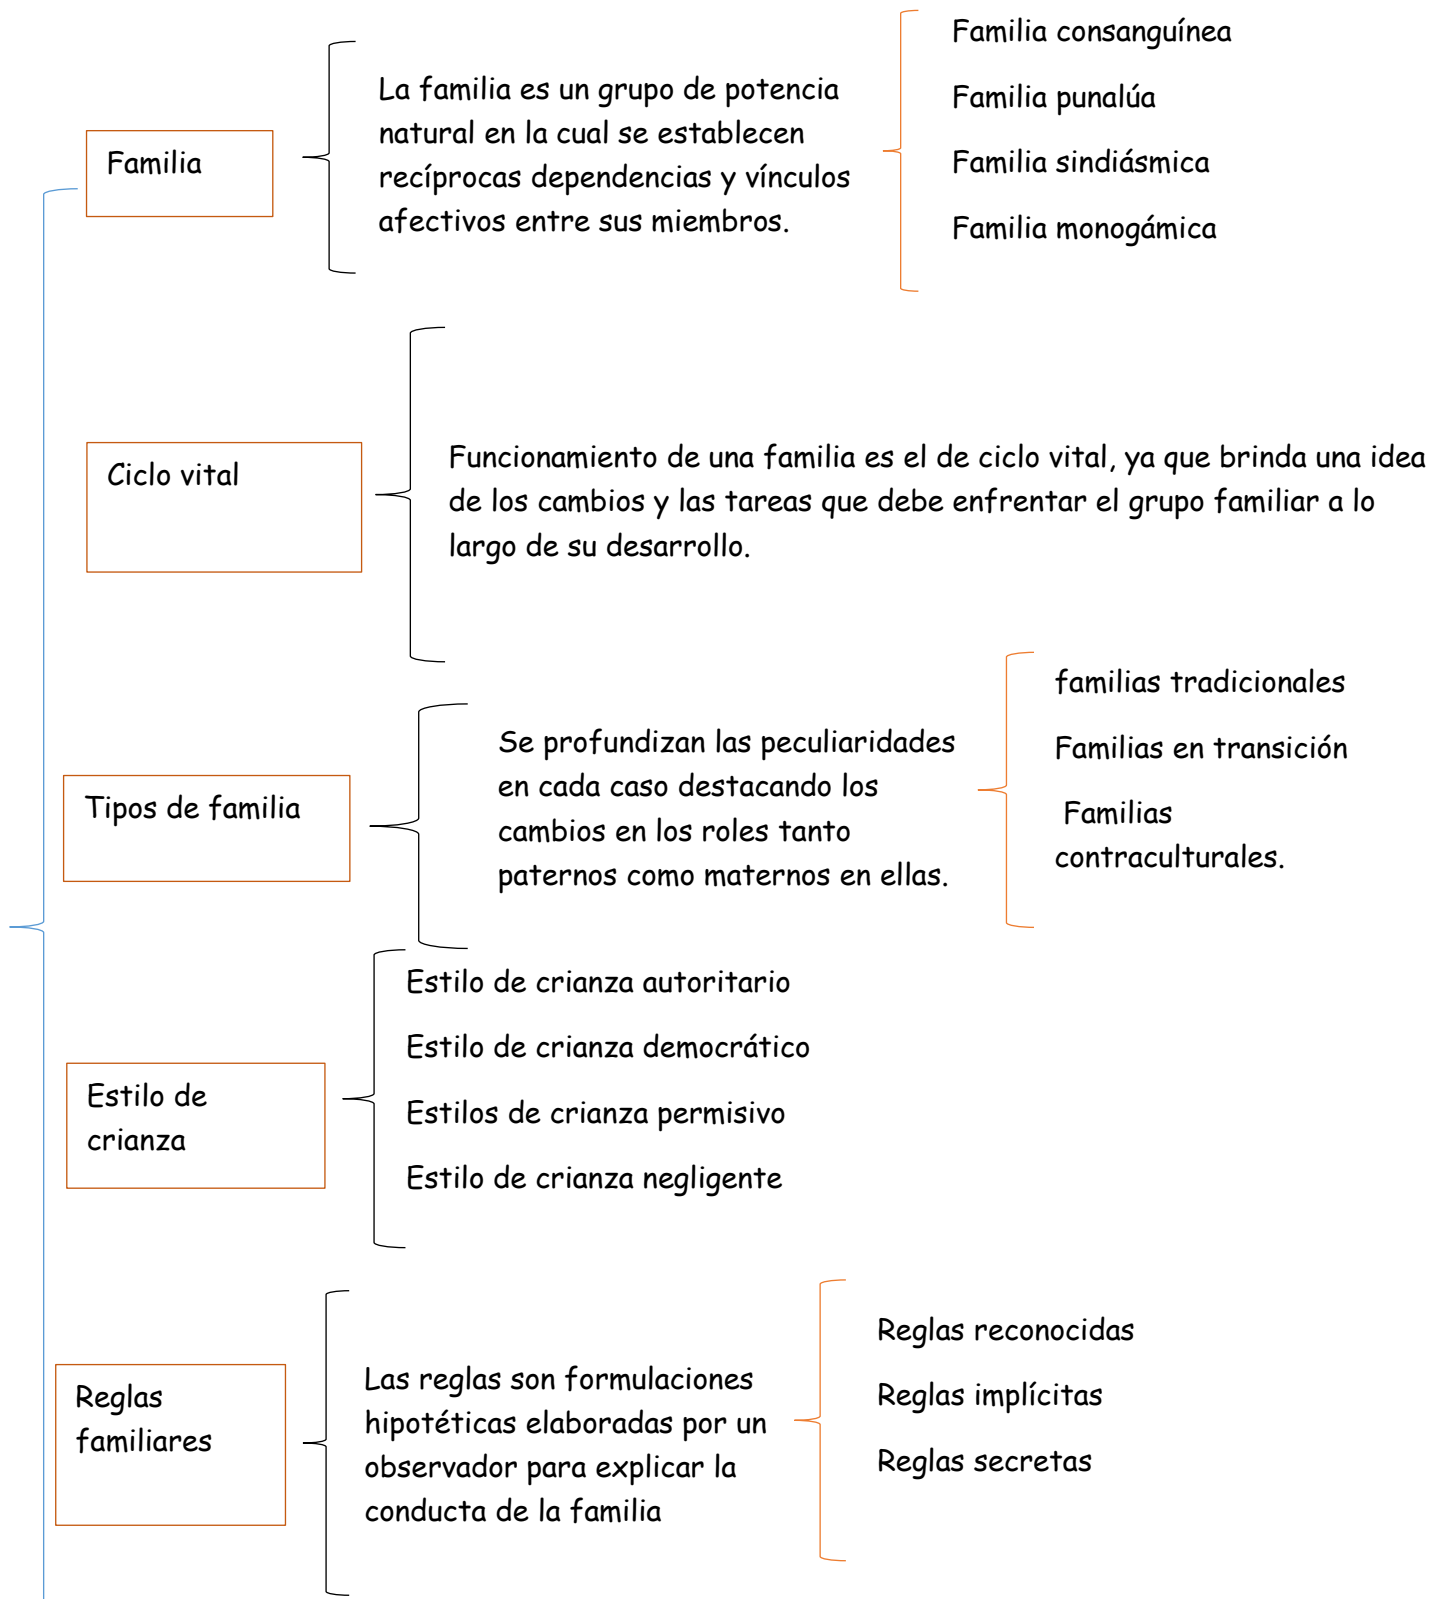 Familia
La familia es un grupo de potencia
natural en la cual se establecen
recíprocas dependencias y vínculos
afectivos entre sus miembros.
Familia consanguínea
Familia punalúa
Familia sindiásmica
Familia monogámica
Ciclo vital
Funcionamiento de una familia es el de ciclo vital, ya que brinda una idea
de los cambios y las tareas que debe enfrentar el grupo familiar a lo
largo de su desarrollo.
Tipos de familia
Se profundizan las peculiaridades
en cada caso destacando los
cambios en los roles tanto
paternos como maternos en ellas.
familias tradicionales
Familias en transición
Familias
contraculturales.
Estilo de
crianza
Estilo de crianza autoritario
Estilo de crianza democrático
Estilos de crianza permisivo
Estilo de crianza negligente
Reglas
familiares
Las reglas son formulaciones
hipotéticas elaboradas por un
observador para explicar la
conducta de la familia
Reglas reconocidas
Reglas implícitas
Reglas secretas